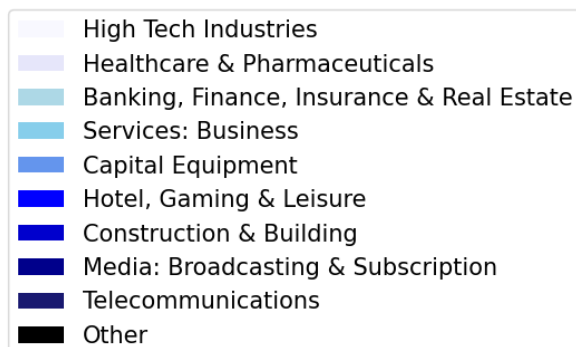 High Tech Industries
Healthcare & Pharmaceuticals
Banking, Finance, Insurance & Real Estate
Services: Business
Capital Equipment
Hotel, Gaming & Leisure
Construction & Building
Media: Broadcasting & Subscription
Telecommunications
Other